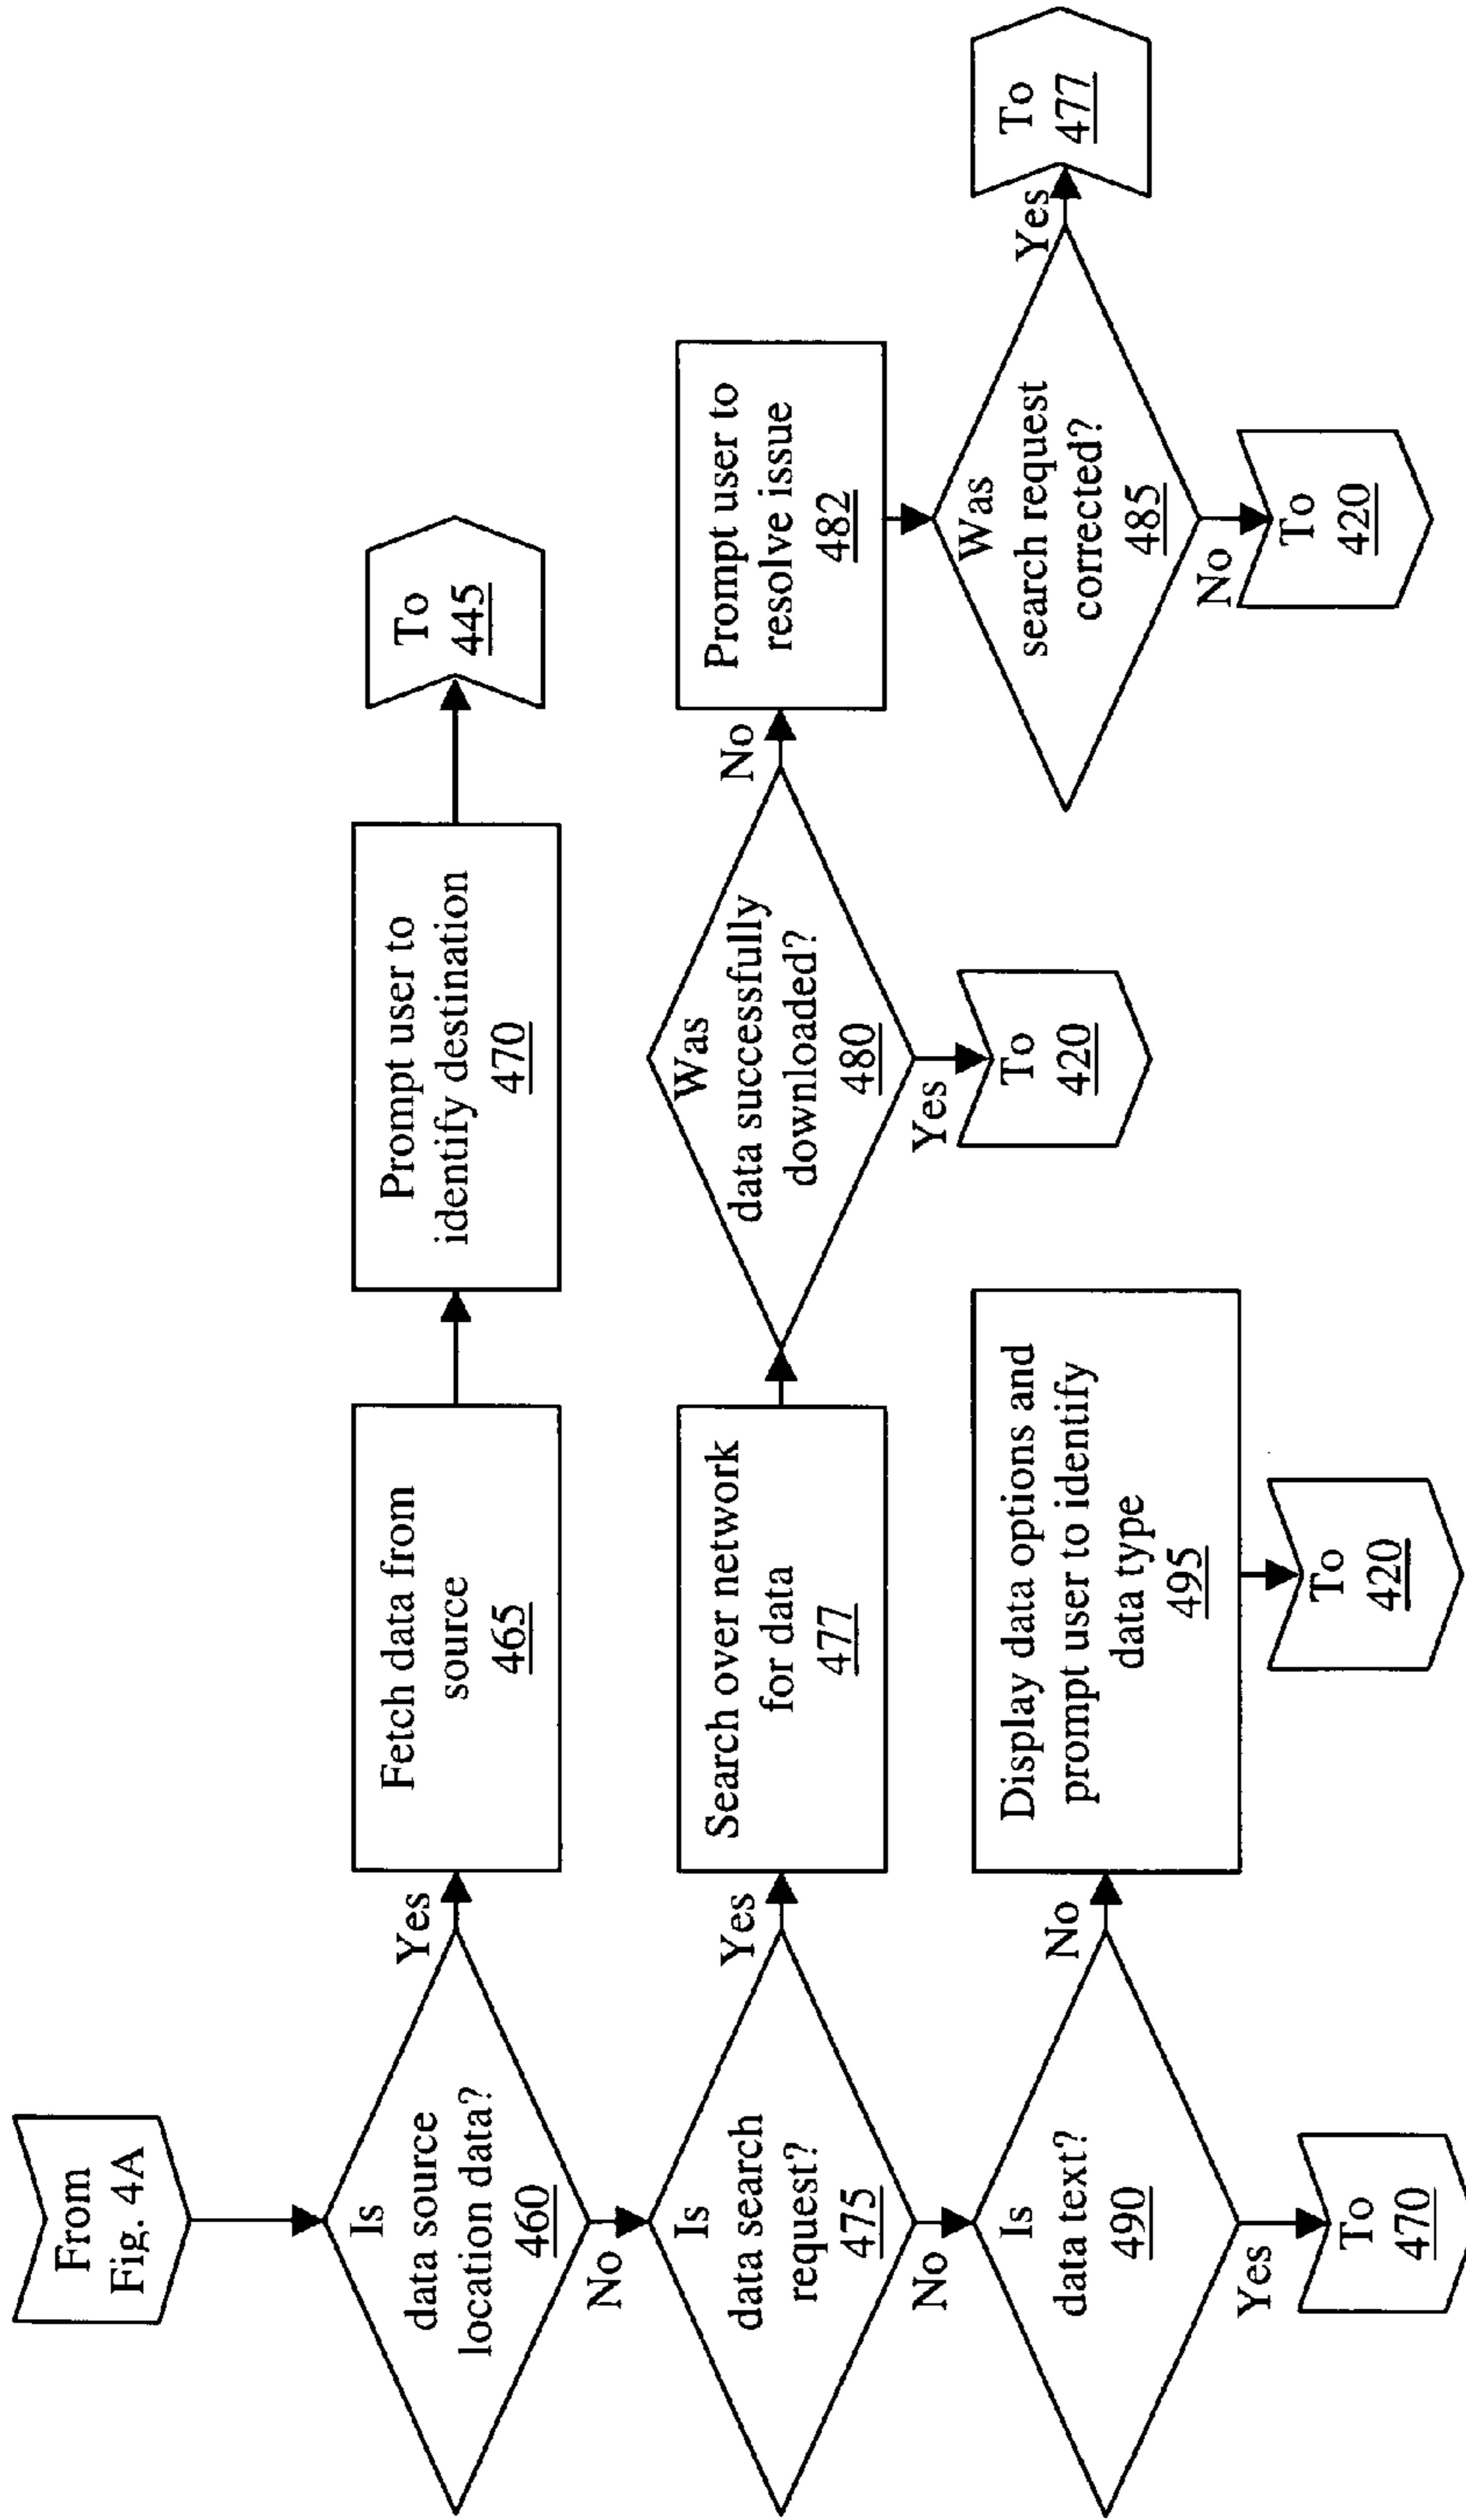 From
Fig. 4A
Is
data source
location data?
460
Yes
No
Fetch data from
source
465
Prompt user to
identify destination
470
To
445
Is
data search
request?
475
Yes
No
Search over network
for data
477
Was
data successfully
downloaded?
480
No
Yes
To
420
Prompt user to
resolve issue
482
Was
search request
corrected?
485
Yes
To
477
No
To
420
Is
data text?
490
No
Yes
To
470
Display data options and
prompt user to identify
data type
495
To
420